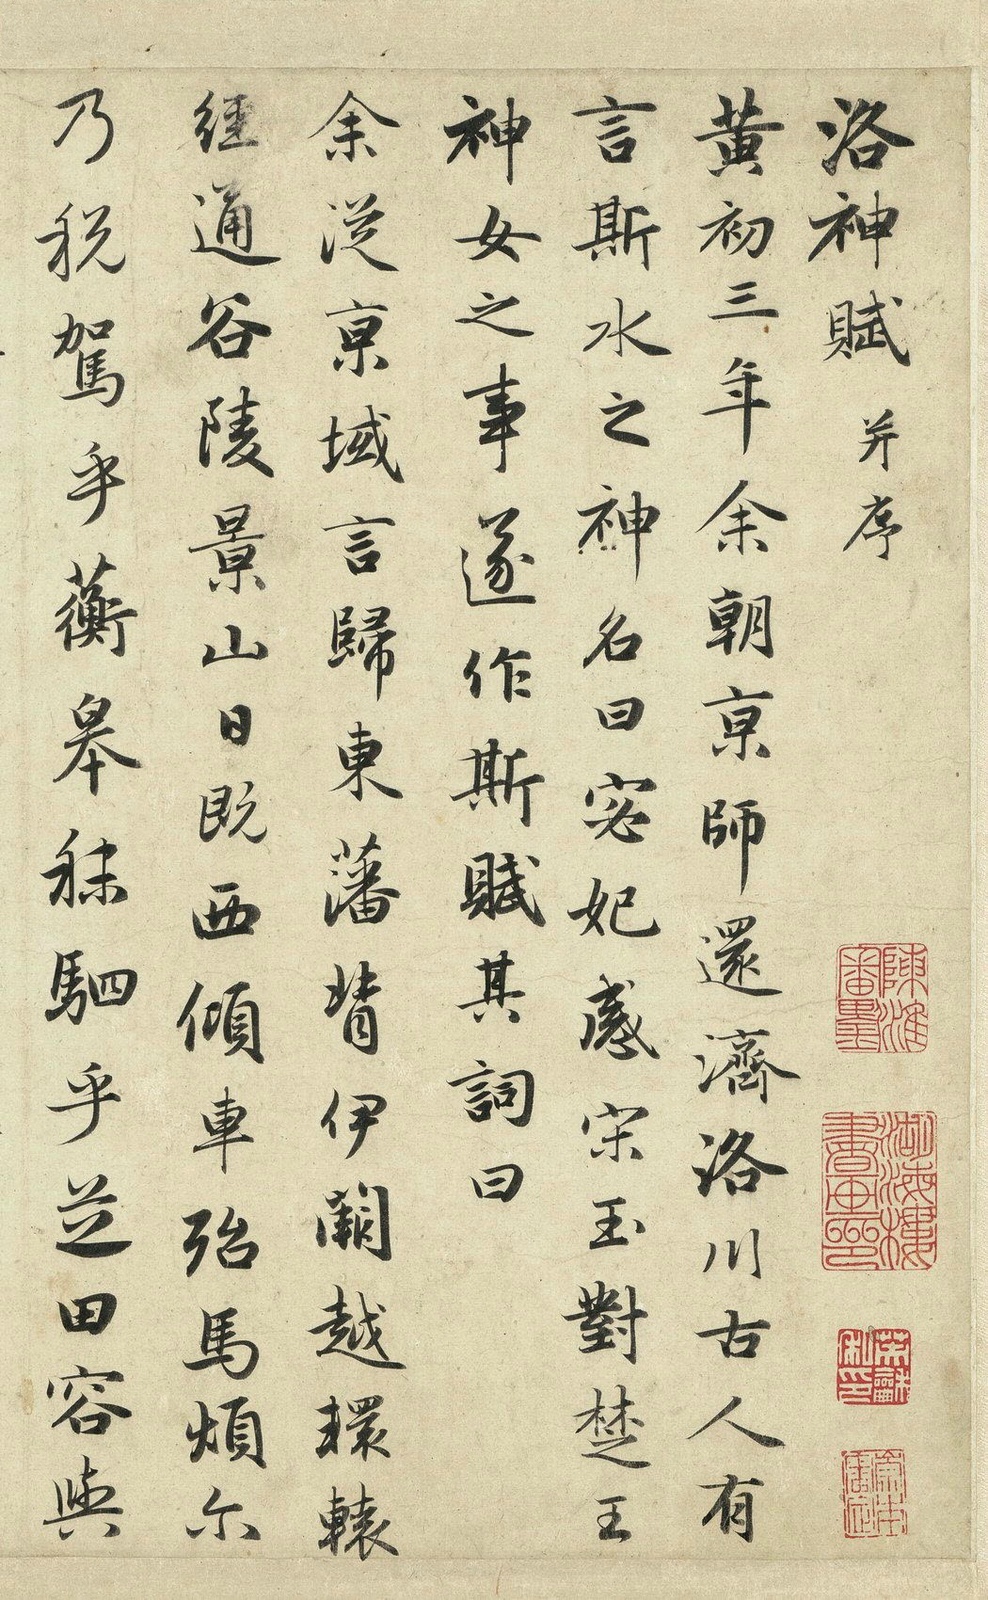 洛神賦 并序
黃初三年余朝京師還濟洛川古人有
言斯水之神名曰宓妃感宋玉對楚王
神女之事遂作斯賦其詞曰
余從京域言歸東藩背伊闕越轘轅
經通谷陵景山日既西傾車殆馬煩尔
乃稅駕乎蘅皋秣駟乎芝田容與